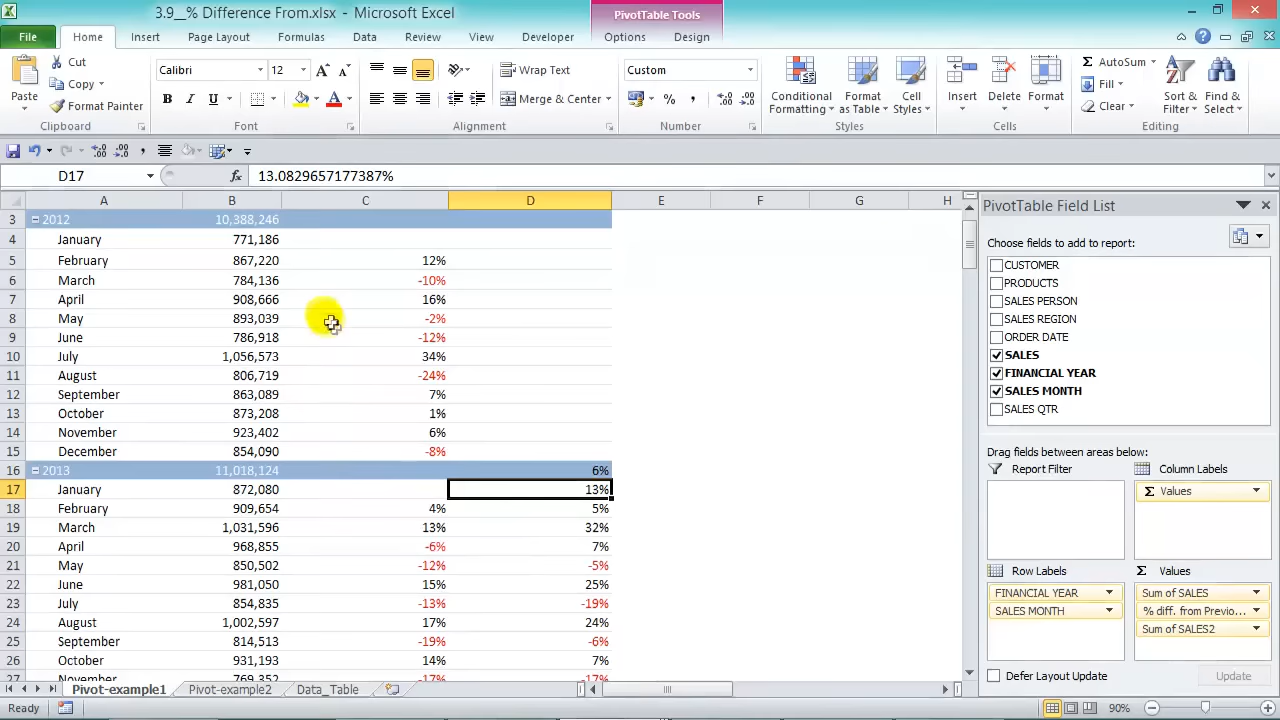 3.9__% Difference From.xlsx - Microsoft Excel
PivotTable Tools
File Home Insert Page Layout Formulas Data Review View Developer Options Design
Paste
Cut
Copy
Format Painter
Clipboard
Calibri 12
B I U A
Font
Wrap Text
Merge & Center
Alignment
Custom
% ,
Number
Conditional Formatting
Format as Table
Cell Styles
Styles
Insert Delete Format
Cells
Σ AutoSum
Fill
Clear
Sort & Filter
Find & Select
Editing
D17 fx 13.0829657177387%
A B C D E F G H
3 2012 10,388,246
4 January 771,186
5 February 867,220 12%
6 March 784,136 -10%
7 April 908,666 16%
8 May 893,039 -2%
9 June 786,918 -12%
10 July 1,056,573 34%
11 August 806,719 -24%
12 September 863,089 7%
13 October 873,208 1%
14 November 923,402 6%
15 December 854,090 -8%
16 2013 11,018,124 6%
17 January 872,080 13%
18 February 909,654 4% 5%
19 March 1,031,596 13% 32%
20 April 968,855 -6% 7%
21 May 850,502 -12% -5%
22 June 981,050 15% 25%
23 July 854,835 -13% -19%
24 August 1,002,597 17% 24%
25 September 814,513 -19% -6%
26 October 931,193 14% 7%
27 November 769,352 -17% -17%
PivotTable Field List
Choose fields to add to report:
CUSTOMER
PRODUCTS
SALES PERSON
SALES REGION
ORDER DATE
SALES
FINANCIAL YEAR
SALES MONTH
SALES QTR
Drag fields between areas below:
Report Filter
Column Labels
Σ Values
Row Labels
FINANCIAL YEAR
SALES MONTH
Σ Values
Sum of SALES
% diff. from Previo...
Sum of SALES2
Defer Layout Update
Update
Pivot-example1 Pivot-example2 Data_Table
Ready
90%